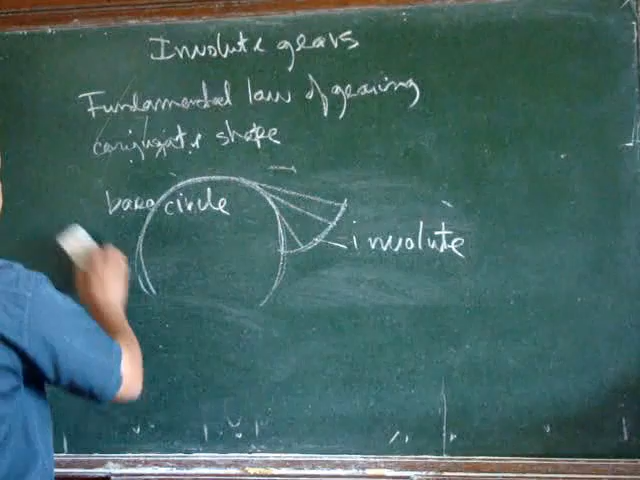 Involute gears
Fundamental law of gearing
conjugate shape
base circle
involute